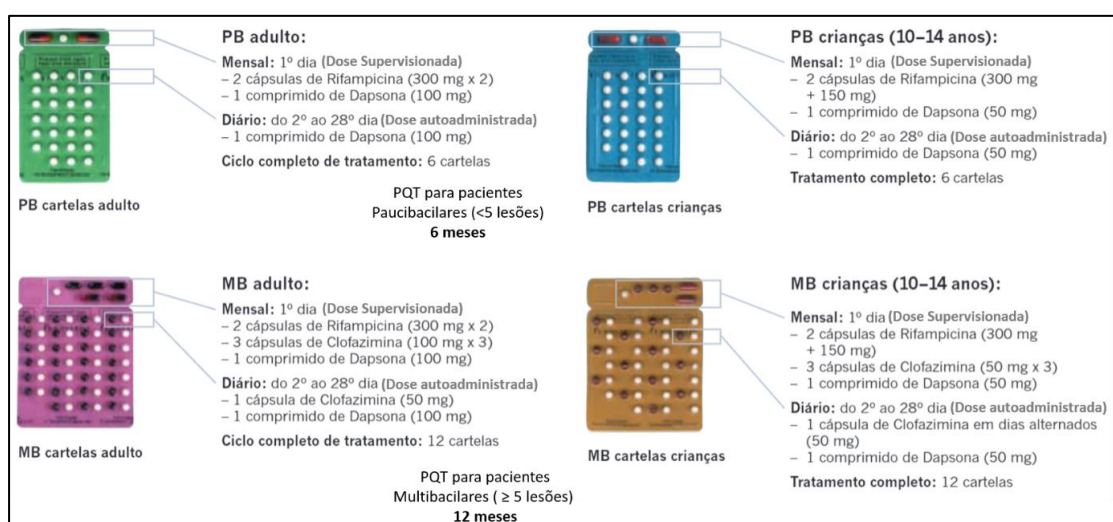 PB adulto:
Mensal: 1º dia (Dose Supervisionada)
– 2 cápsulas de Rifampicina (300 mg x 2)
– 1 comprimido de Dapsona (100 mg)
Diário: do 2º ao 28º dia (Dose autoadministrada)
– 1 comprimido de Dapsona (100 mg)
Ciclo completo de tratamento: 6 cartelas
PB cartelas adulto
PQT para pacientes
Paucibacilares (<5 lesões)
6 meses
PB crianças (10–14 anos):
Mensal: 1º dia (Dose Supervisionada)
– 2 cápsulas de Rifampicina (300 mg
+ 150 mg)
– 1 comprimido de Dapsona (50 mg)
Diário: do 2º ao 28º dia (Dose autoadministrada)
– 1 comprimido de Dapsona (50 mg)
Tratamento completo: 6 cartelas
PB cartelas crianças
MB adulto:
Mensal: 1º dia (Dose Supervisionada)
– 2 cápsulas de Rifampicina (300 mg x 2)
– 3 cápsulas de Clofazimina (100 mg x 3)
– 1 comprimido de Dapsona (100 mg)
Diário: do 2º ao 28º dia (Dose autoadministrada)
– 1 cápsula de Clofazimina (50 mg)
– 1 comprimido de Dapsona (100 mg)
Ciclo completo de tratamento: 12 cartelas
MB cartelas adulto
PQT para pacientes
Multibacilares ( ≥ 5 lesões)
12 meses
MB crianças (10–14 anos):
Mensal: 1º dia (Dose Supervisionada)
– 2 cápsulas de Rifampicina (300 mg
+ 150 mg)
– 3 cápsulas de Clofazimina (50 mg x 3)
– 1 comprimido de Dapsona (50 mg)
Diário: do 2º ao 28º dia (Dose autoadministrada)
– 1 cápsula de Clofazimina em dias alternados
(50 mg)
– 1 comprimido de Dapsona (50 mg)
Tratamento completo: 12 cartelas
MB cartelas crianças